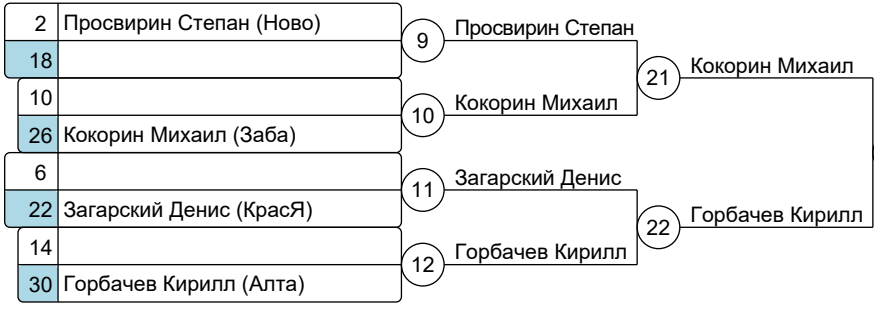 2 Просвирин Степан (Ново)
18
9 Просвирин Степан
10
26 Кокорин Михаил (Заба)
10 Кокорин Михаил
21 Кокорин Михаил
6
22 Загарский Денис (КрасЯ)
11 Загарский Денис
14
30 Горбачев Кирилл (Алта)
12 Горбачев Кирилл
22 Горбачев Кирилл